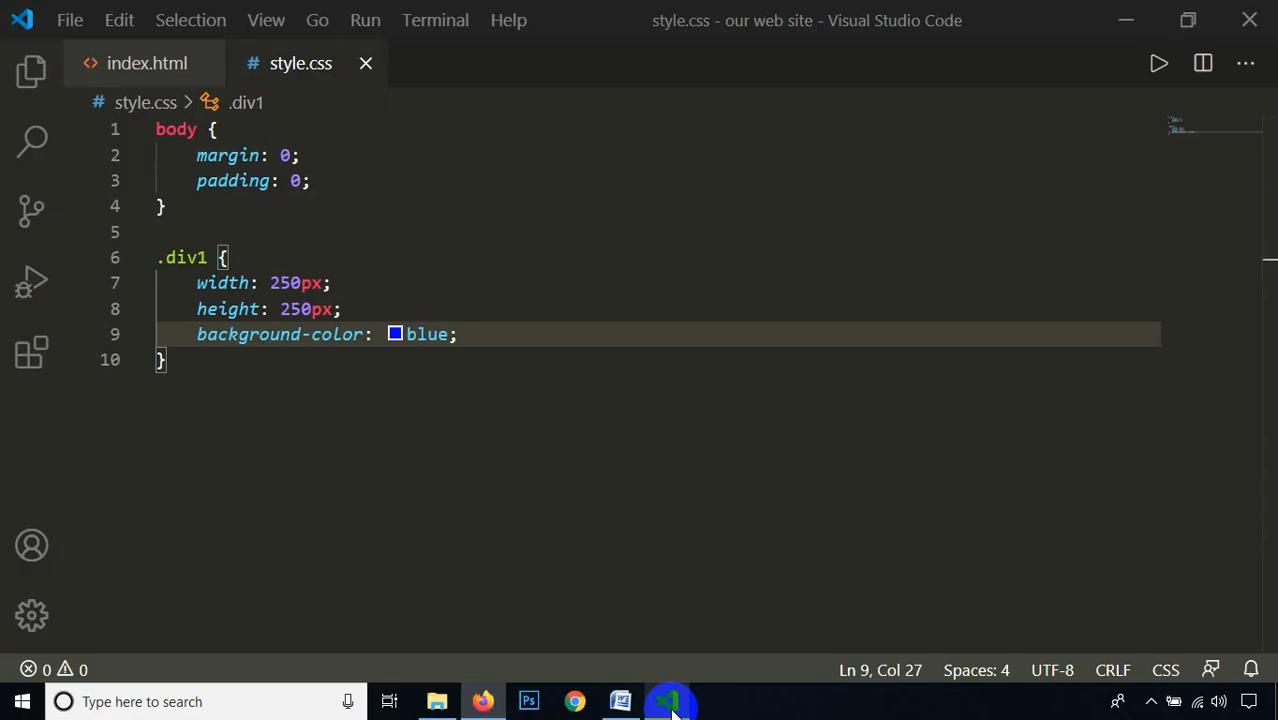 File Edit Selection View Go Run Terminal Help style.css - our web site - Visual Studio Code
index.html # style.css
# style.css > .div1
1 body {
2 margin: 0;
3 padding: 0;
4 }
5
6 .div1 {
7 width: 250px;
8 height: 250px;
9 background-color: blue;
10 }
0 0 Ln 9, Col 27 Spaces: 4 UTF-8 CRLF CSS
Type here to search Ps